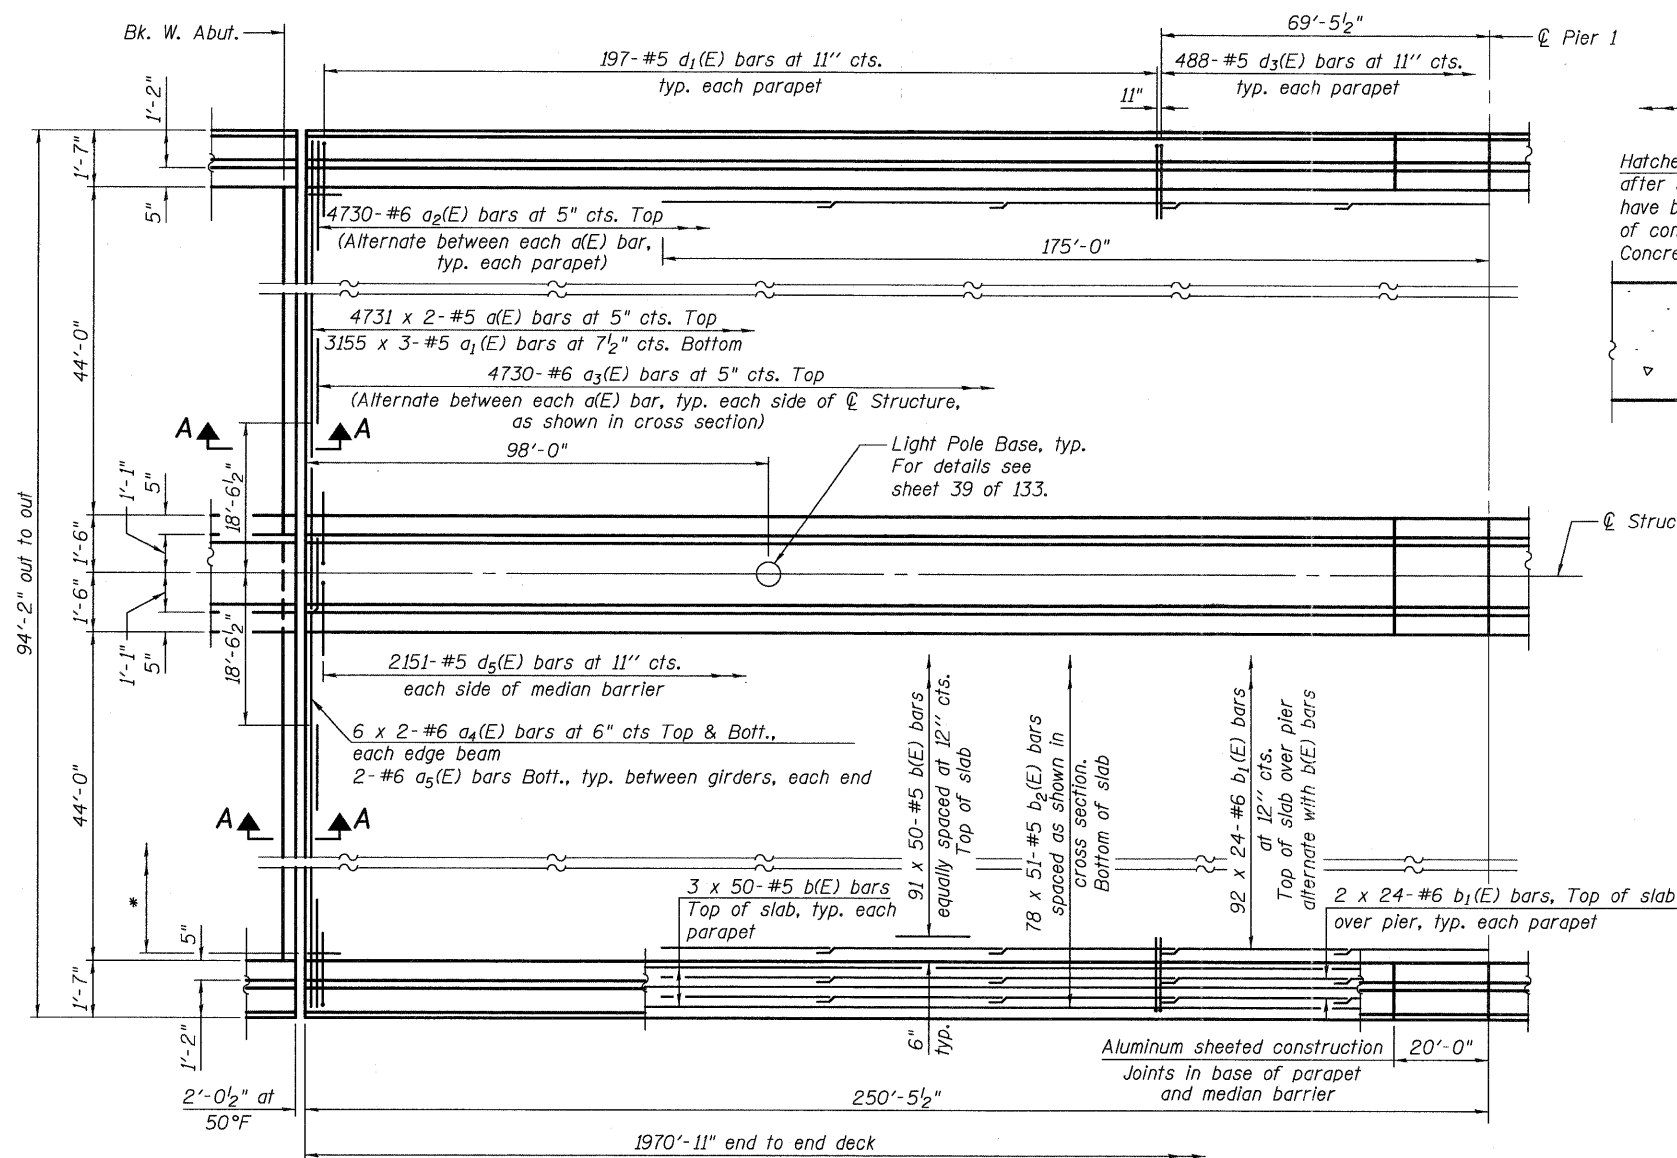 Bk. W. Abut.
69'-5½"
℄ Pier 1
197-#5 d₁(E) bars at 11" cts.
typ. each parapet
488-#5 d₃(E) bars at 11" cts.
typ. each parapet
11"
1'-2"
1'-7"
5"
Hatche
after
have b
of con
Concre
4730-#6 a₂(E) bars at 5" cts. Top
(Alternate between each a(E) bar,
typ. each parapet)
175'-0"
4731 x 2-#5 a(E) bars at 5" cts. Top
3155 x 3-#5 a₁(E) bars at 7½" cts. Bottom
44'-0"
4730-#6 a₃(E) bars at 5" cts. Top
(Alternate between each a(E) bar, typ. each side of ℄ Structure,
as shown in cross section)
A
A
98'-0"
Light Pole Base, typ.
For details see
sheet 39 of 133.
1'-1"
5"
18'-6½"
94'-2" out to out
1'-6"
℄ Struc
1'-6"
1'-1"
5"
18'-6½"
2151-#5 d₅(E) bars at 11" cts.
each side of median barrier
6 x 2-#6 a₄(E) bars at 6" cts Top & Bott.,
each edge beam
2-#6 a₅(E) bars Bott., typ. between girders, each end
44'-0"
A
A
91 x 50-#5 b(E) bars
equally spaced at 12" cts.
Top of slab
78 x 51-#5 b₂(E) bars
spaced as shown in
cross section.
Bottom of slab
92 x 24-#6 b₁(E) bars
at 12" cts.
Top of slab over pier
alternate with b(E) bars
*
3 x 50-#5 b(E) bars
Top of slab, typ. each
parapet
2 x 24-#6 b₁(E) bars, Top of slab
over pier, typ. each parapet
5"
1'-7"
1'-2"
6"
typ.
Aluminum sheeted construction
Joints in base of parapet
and median barrier
20'-0"
2'-0½" at
50°F
250'-5½"
1970'-11" end to end deck